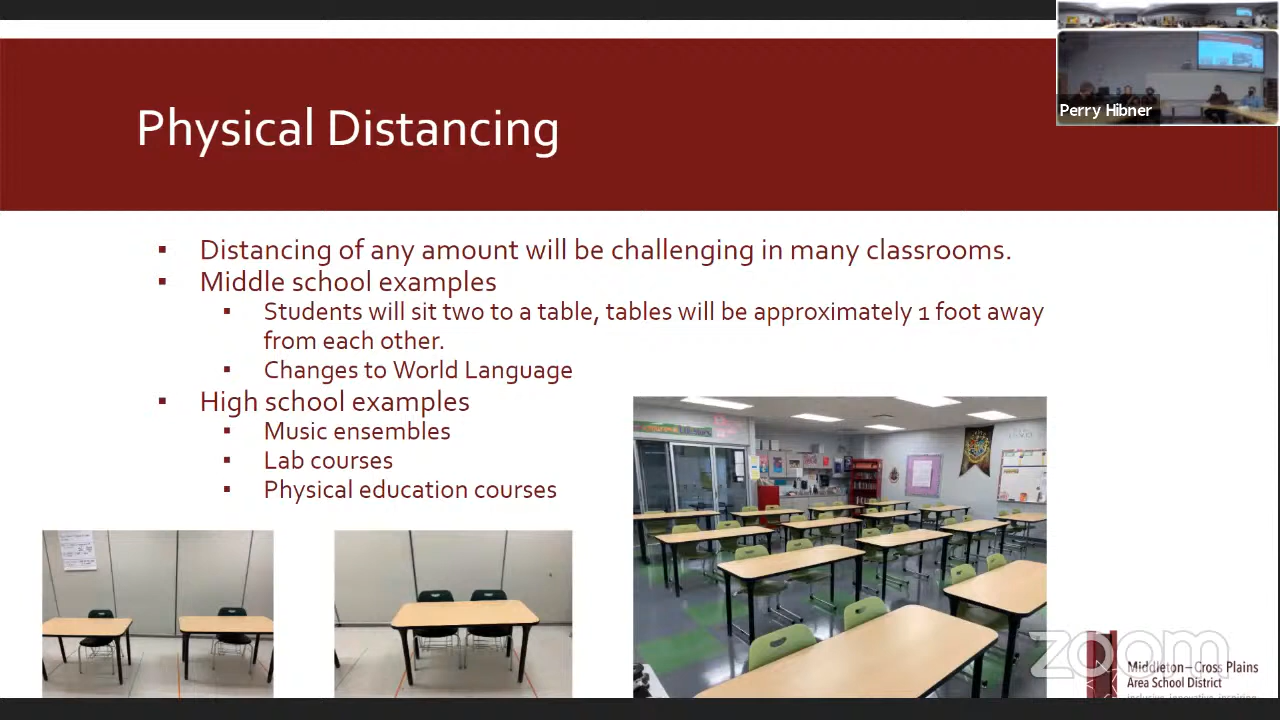 Perry Hibner
Physical Distancing
Distancing of any amount will be challenging in many classrooms.
Middle school examples
Students will sit two to a table, tables will be approximately 1 foot away
from each other.
Changes to World Language
High school examples
Music ensembles
Lab courses
Physical education courses
zoom
Middleton–Cross Plains
Area School District